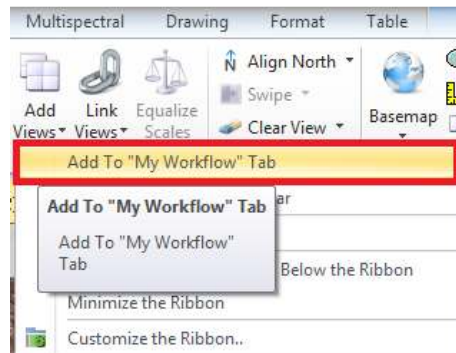 Multispectral Drawing Format Table
Align North
Swipe
Clear View
Add Views
Link Views
Equalize Scales
Basemap
Add To "My Workflow" Tab
Add To "My Workflow" Tab
Add To "My Workflow"
Tab
Below the Ribbon
Minimize the Ribbon
Customize the Ribbon..